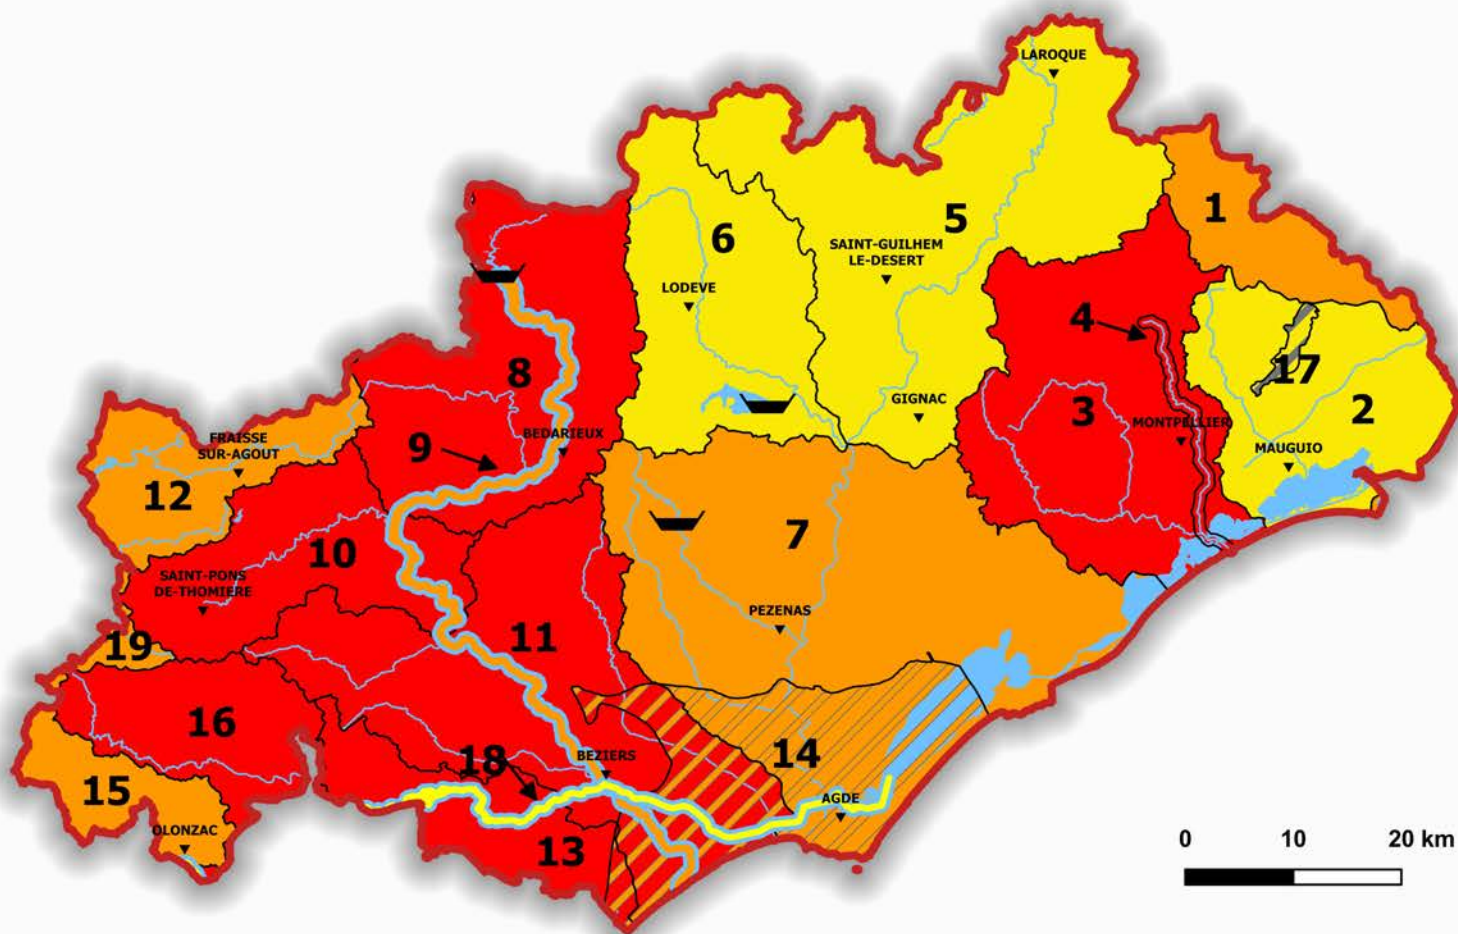 LAROQUE
1
5
6
SAINT-GUILHEM
LE-DESERT
LODEVE
4
17
8
GIGNAC
3
2
MONTPELLIER
BEDARIEUX
9
FRAISSE
SUR-AGOUT
MAUGUIO
12
7
10
SAINT-PONS
DE-THOMIERE
PEZENAS
11
19
16
14
18
BEZIERS
15
AGDE
OLONZAC
13
0 10 20 km